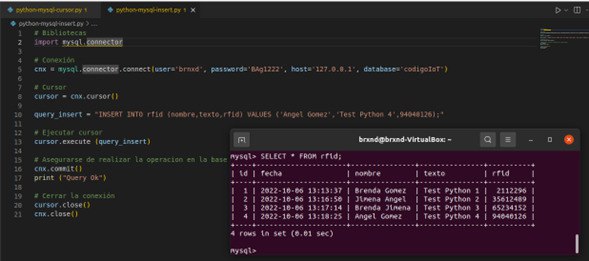 python-mysql-cursor.py 1
python-mysql-insert.py 1
python-mysql-insert.py > ...
1 # Bibliotecas
2 import mysql.connector
3
4 # Conexión
5 cnx = mysql.connector.connect(user='brnxd', password='BAg1222', host='127.0.0.1', database='codigoIoT')
6
7 # Cursor
8 cursor = cnx.cursor()
9
10 query_insert = "INSERT INTO rfid (nombre,texto,rfid) VALUES ('Angel Gomez','Test Python 4',94040126);"
11
12 # Ejecutar cursor
13 cursor.execute (query_insert)
14
15 # Asegurarse de realizar la operacion en la base
16 cnx.commit()
17 print ("Query Ok")
18
19 # Cerrar la conexión
20 cursor.close()
21 cnx.close()
brxnd@brxnd-VirtualBox: ~
mysql> SELECT * FROM rfid;
+----+---------------------+--------------+---------------+----------+
| id | fecha | nombre | texto | rfid |
+----+---------------------+--------------+---------------+----------+
| 1 | 2022-10-06 13:13:37 | Brenda Gomez | Test Python 1 | 2112296 |
| 2 | 2022-10-06 13:16:50 | Jimena Angel | Test Python 2 | 35612489 |
| 3 | 2022-10-06 13:17:14 | Brenda Jimena | Test Python 3 | 65234152 |
| 4 | 2022-10-06 13:18:25 | Angel Gomez | Test Python 4 | 94040126 |
+----+---------------------+--------------+---------------+----------+
4 rows in set (0.01 sec)
mysql>